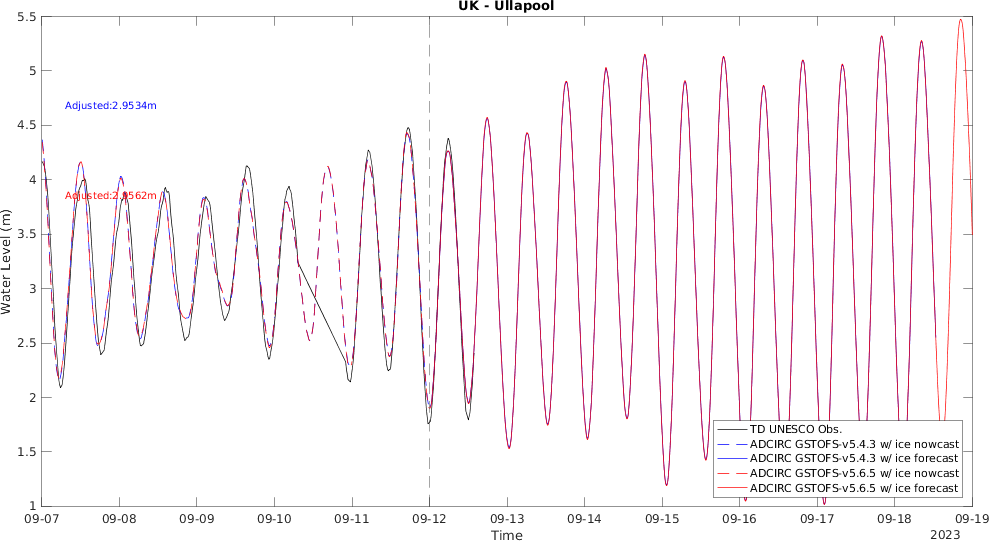 UK - Ullapool
5.5
5
4.5
4
3.5
3
2.5
2
1.5
1
Water Level (m)
Adjusted:2.9534m
Adjusted:2.9562m
TD UNESCO Obs.
ADCIRC GSTOFS-v5.4.3 w/ ice nowcast
ADCIRC GSTOFS-v5.4.3 w/ ice forecast
ADCIRC GSTOFS-v5.6.5 w/ ice nowcast
ADCIRC GSTOFS-v5.6.5 w/ ice forecast
09-07 09-08 09-09 09-10 09-11 09-12 09-13 09-14 09-15 09-16 09-17 09-18 09-19
Time
2023